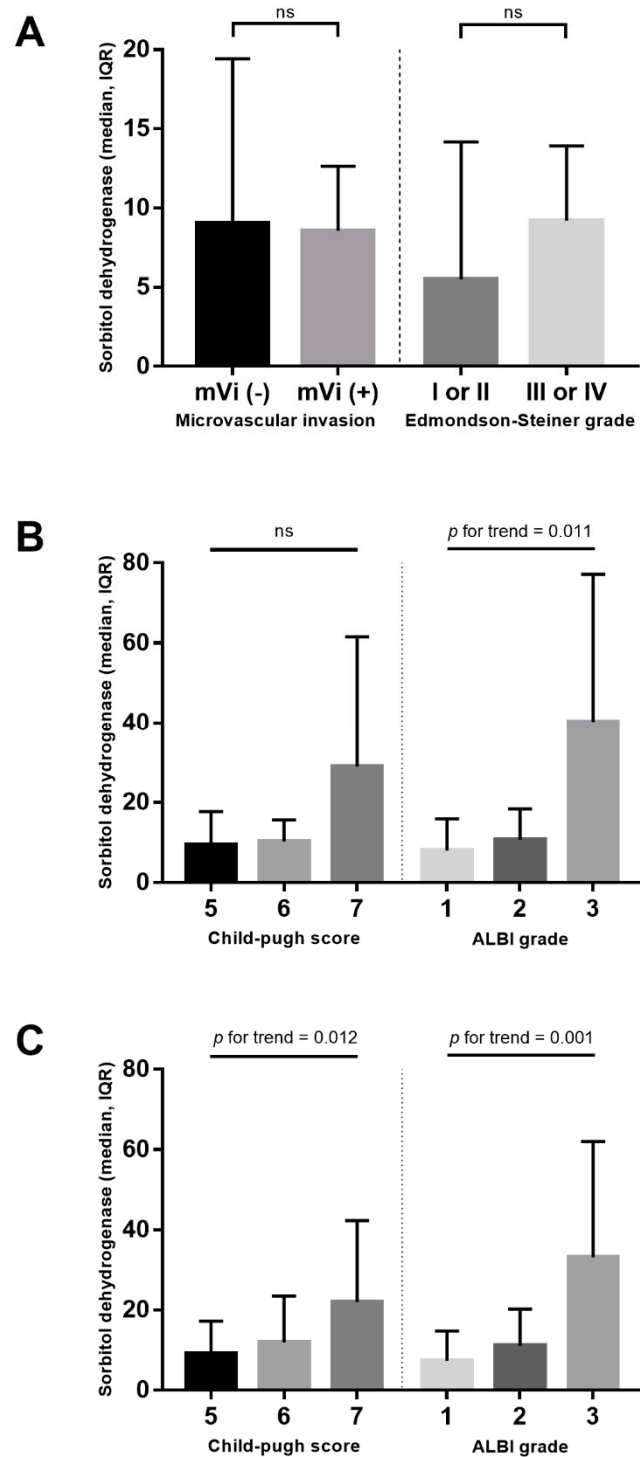 A
ns
ns
Sorbitol dehydrogenase (median, IQR)
20
15
10
5
0
mVi (-)
mVi (+)
I or II
III or IV
Microvascular invasion
Edmondson-Steiner grade
B
ns
p for trend = 0.011
Sorbitol dehydrogenase (median, IQR)
80
60
40
20
0
5
6
7
1
2
3
Child-pugh score
ALBI grade
C
p for trend = 0.012
p for trend = 0.001
Sorbitol dehydrogenase (median, IQR)
80
60
40
20
0
5
6
7
1
2
3
Child-pugh score
ALBI grade